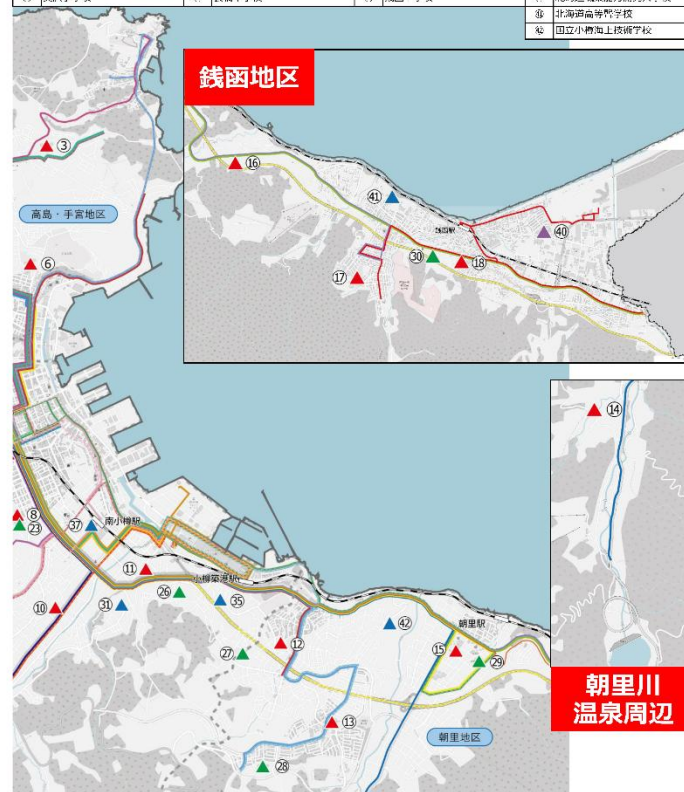 ㊶ 北海道高等聾学校
㊷ 国立小樽海上技術学校
銭函地区
③
⑯
㊶
高島・手宮地区
銭函駅
㊵
⑥
㉚
⑱
⑰
⑭
⑧
㉓
㊲
南小樽駅
⑪
小樽築港駅
⑩
㉛
㉖
㉟
㊷
朝里駅
⑫
㉗
⑮
㉙
朝里川
温泉周辺
⑬
朝里地区
㉘